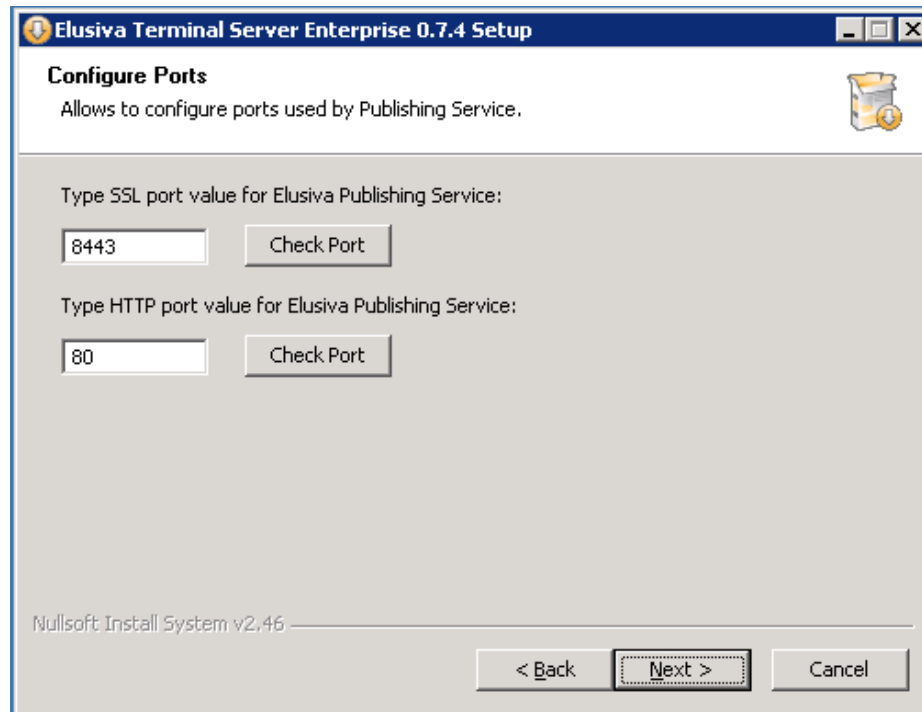 Elusiva Terminal Server Enterprise 0.7.4 Setup
Configure Ports
Allows to configure ports used by Publishing Service.
Type SSL port value for Elusiva Publishing Service:
8443 Check Port
Type HTTP port value for Elusiva Publishing Service:
80 Check Port
Nullsoft Install System v2.46
< Back Next > Cancel